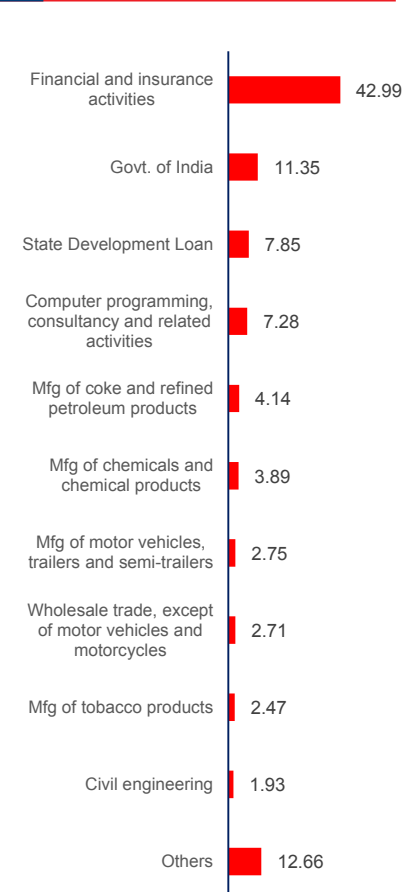 Financial and insurance
activities
42.99
Govt. of India
11.35
State Development Loan
7.85
Computer programming,
consultancy and related
activities
7.28
Mfg of coke and refined
petroleum products
4.14
Mfg of chemicals and
chemical products
3.89
Mfg of motor vehicles,
trailers and semi-trailers
2.75
Wholesale trade, except
of motor vehicles and
motorcycles
2.71
Mfg of tobacco products
2.47
Civil engineering
1.93
Others
12.66